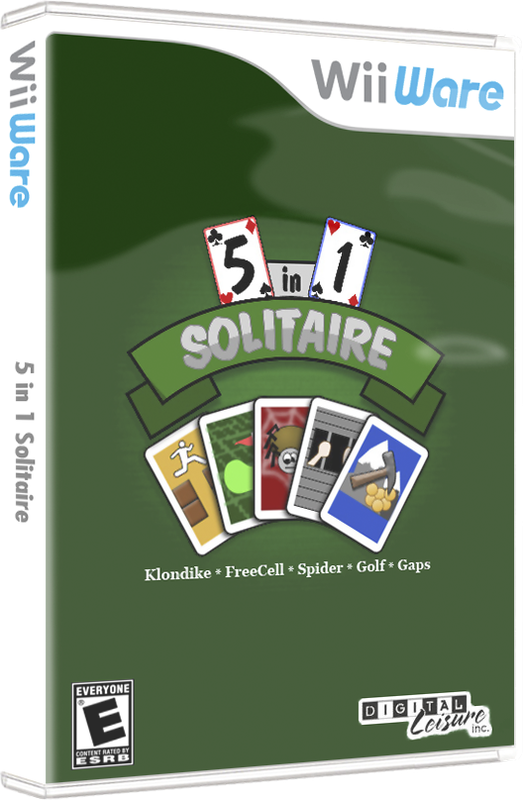 WiiWare
5 in 1 Solitaire
WiiWare
5 in 1
SOLITAIRE
Klondike * FreeCell * Spider * Golf * Gaps
EVERYONE
E
®
CONTENT RATED BY
ESRB
DIGITAL
Leisure
inc.